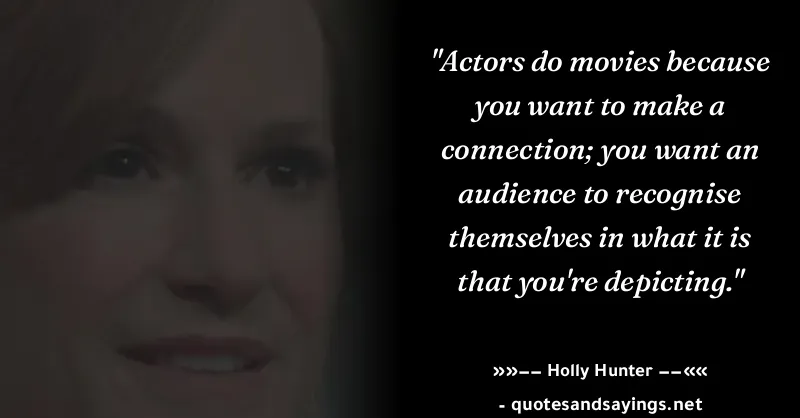 "Actors do movies because
you want to make a
connection; you want an
audience to recognise
themselves in what it is
that you're depicting."
»»−− Holly Hunter −−««
- quotesandsayings.net